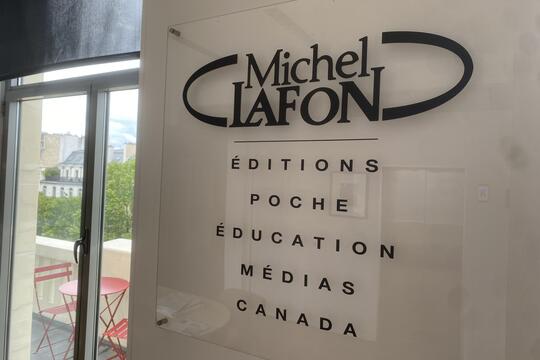 Michel
LAFON
ÉDITIONS
POCHE
ÉDUCATION
MÉDIAS
CANADA